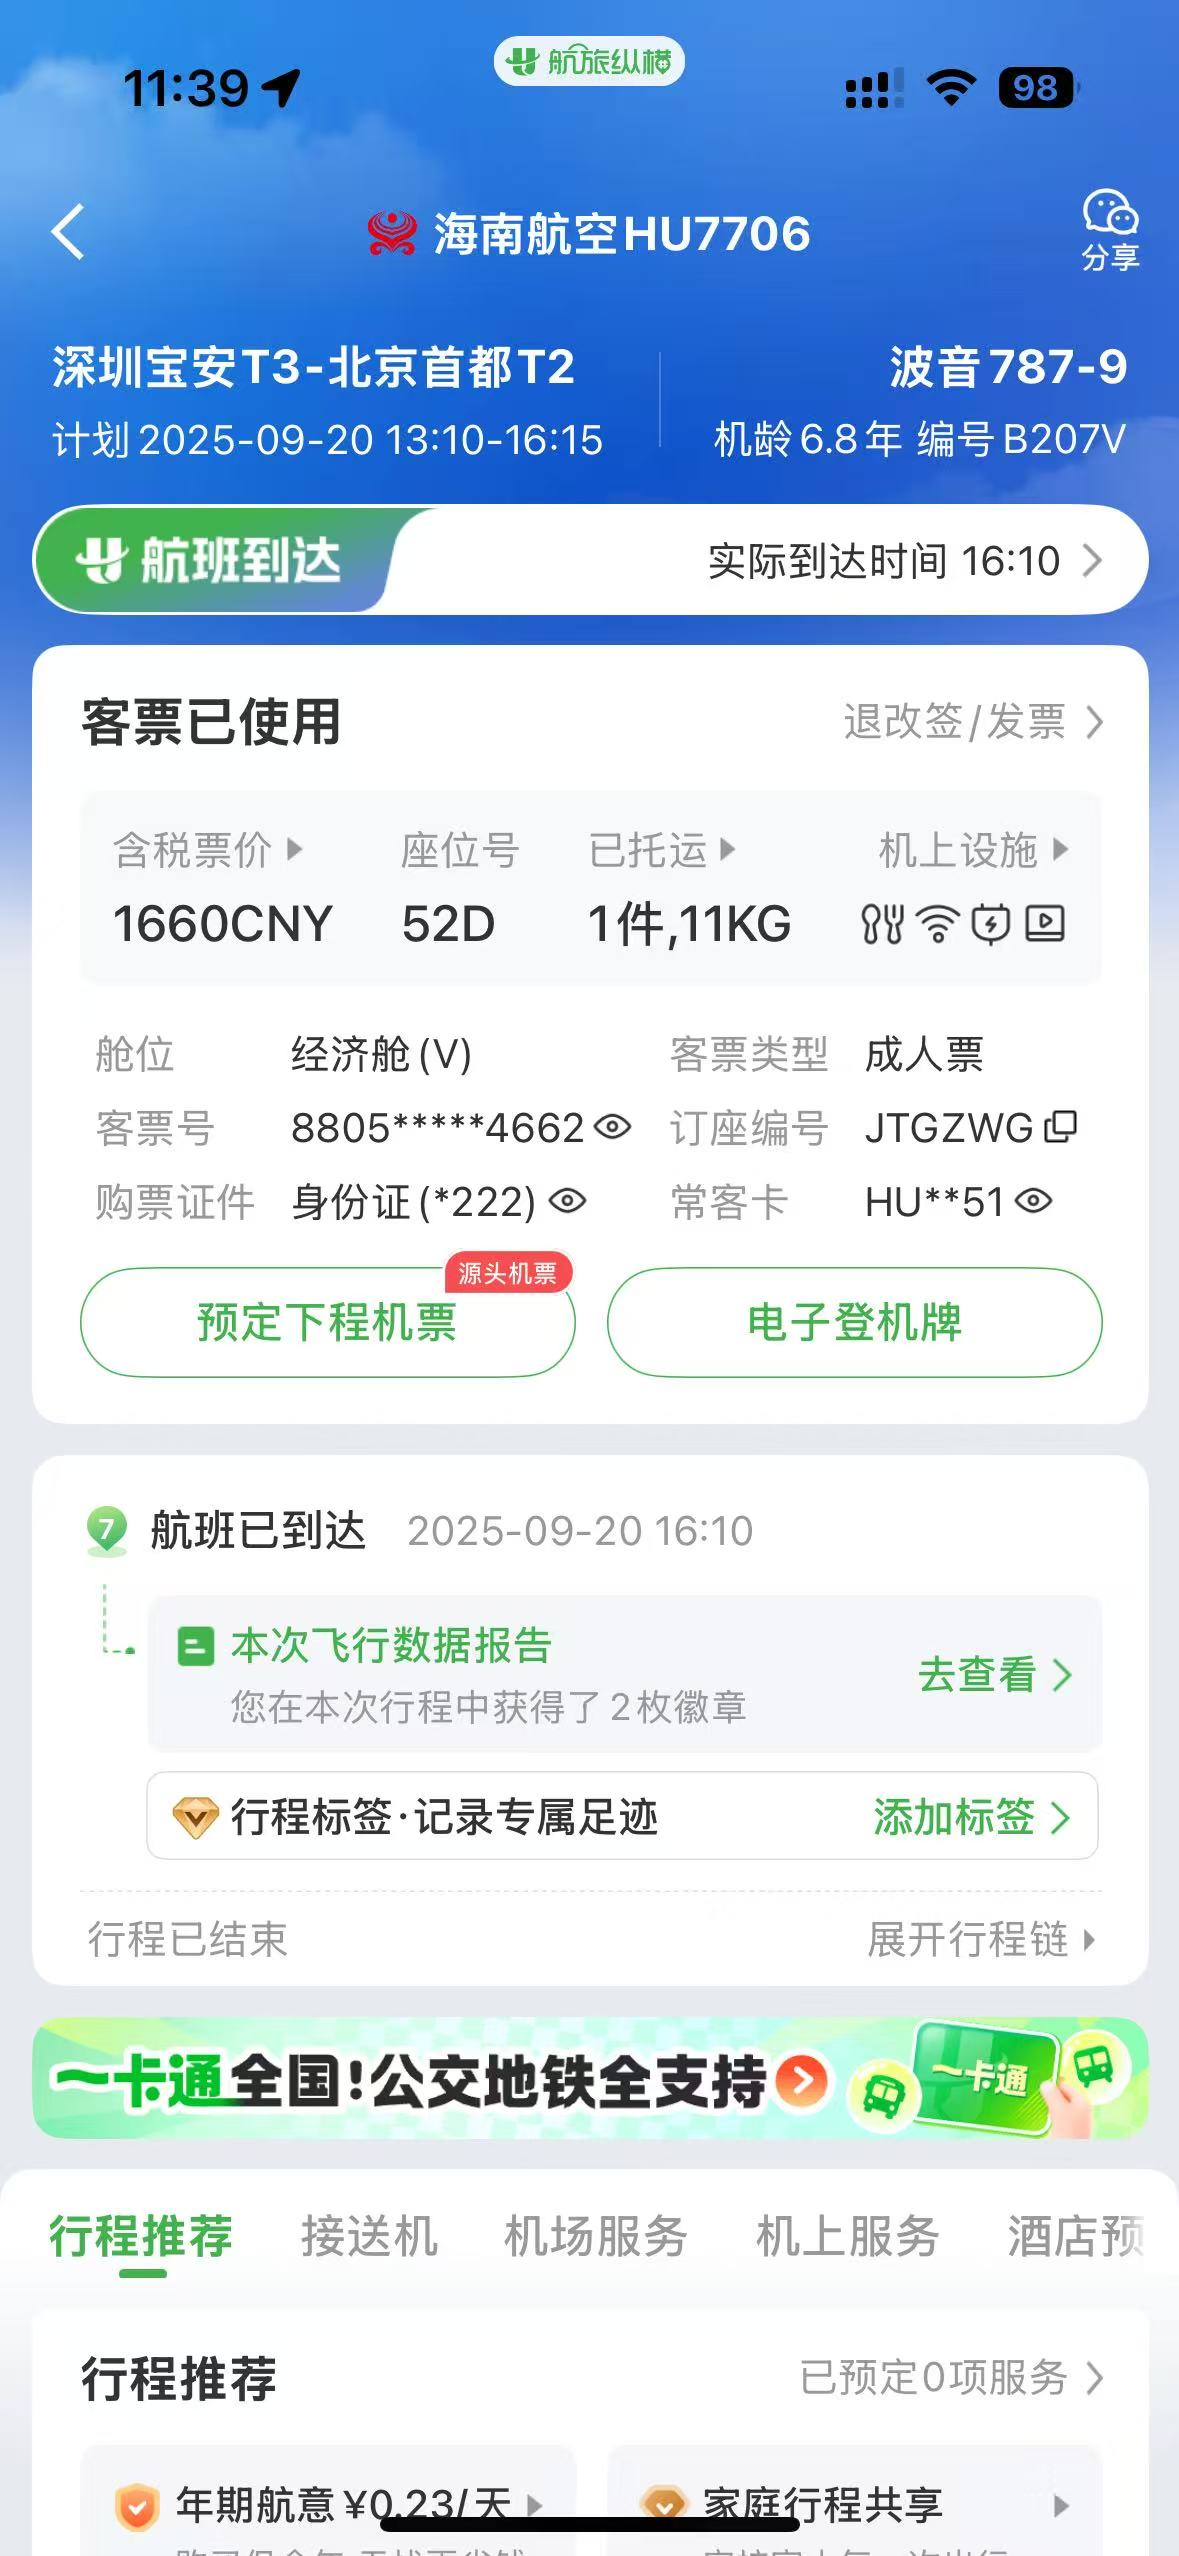 11:39
航旅纵横
98
海南航空HU7706
分享
深圳宝安T3-北京首都T2
波音787-9
计划 2025-09-20 13:10-16:15
机龄 6.8 年 编号 B207V
航班到达
实际到达时间 16:10
客票已使用
退改签/发票
含税票价 座位号 已托运 机上设施
1660CNY 52D 1件,11KG
舱位 经济舱(V) 客票类型 成人票
客票号 8805*****4662 订座编号 JTGZWG
购票证件 身份证(*222) 常客卡 HU**51
源头机票
预定下程机票
电子登机牌
7 航班已到达 2025-09-20 16:10
本次飞行数据报告
您在本次行程中获得了2枚徽章
去查看
行程标签·记录专属足迹 添加标签
行程已结束 展开行程链
一卡通全国!公交地铁全支持
一卡通
行程推荐 接送机 机场服务 机上服务 酒店预
行程推荐 已预定0项服务
年期航意 ¥0.23/天
家庭行程共享